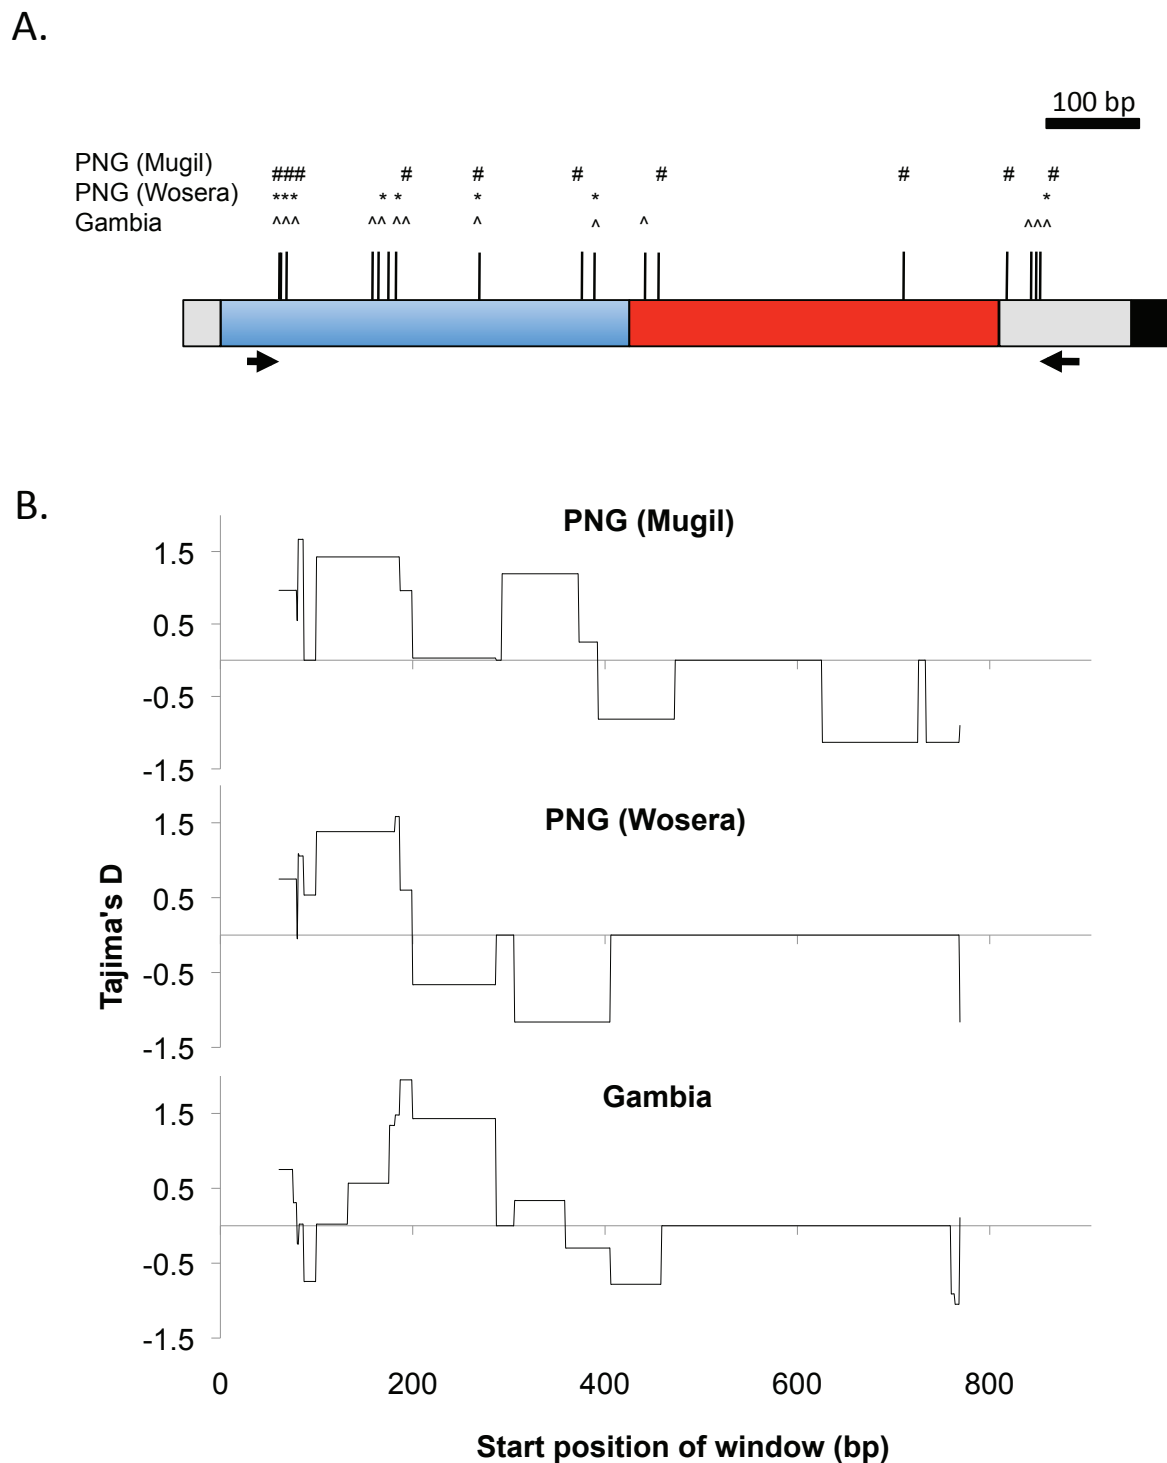 A.
100 bp
PNG (Mugil) ### # # # # # # #
PNG (Wosera) *** * * * * *
Gambia ^^^ ^^ ^^ ^ ^ ^ ^^^
B.
PNG (Mugil)
1.5
0.5
-0.5
-1.5
PNG (Wosera)
1.5
0.5
-0.5
-1.5
Tajima's D
Gambia
1.5
0.5
-0.5
-1.5
0 200 400 600 800
Start position of window (bp)